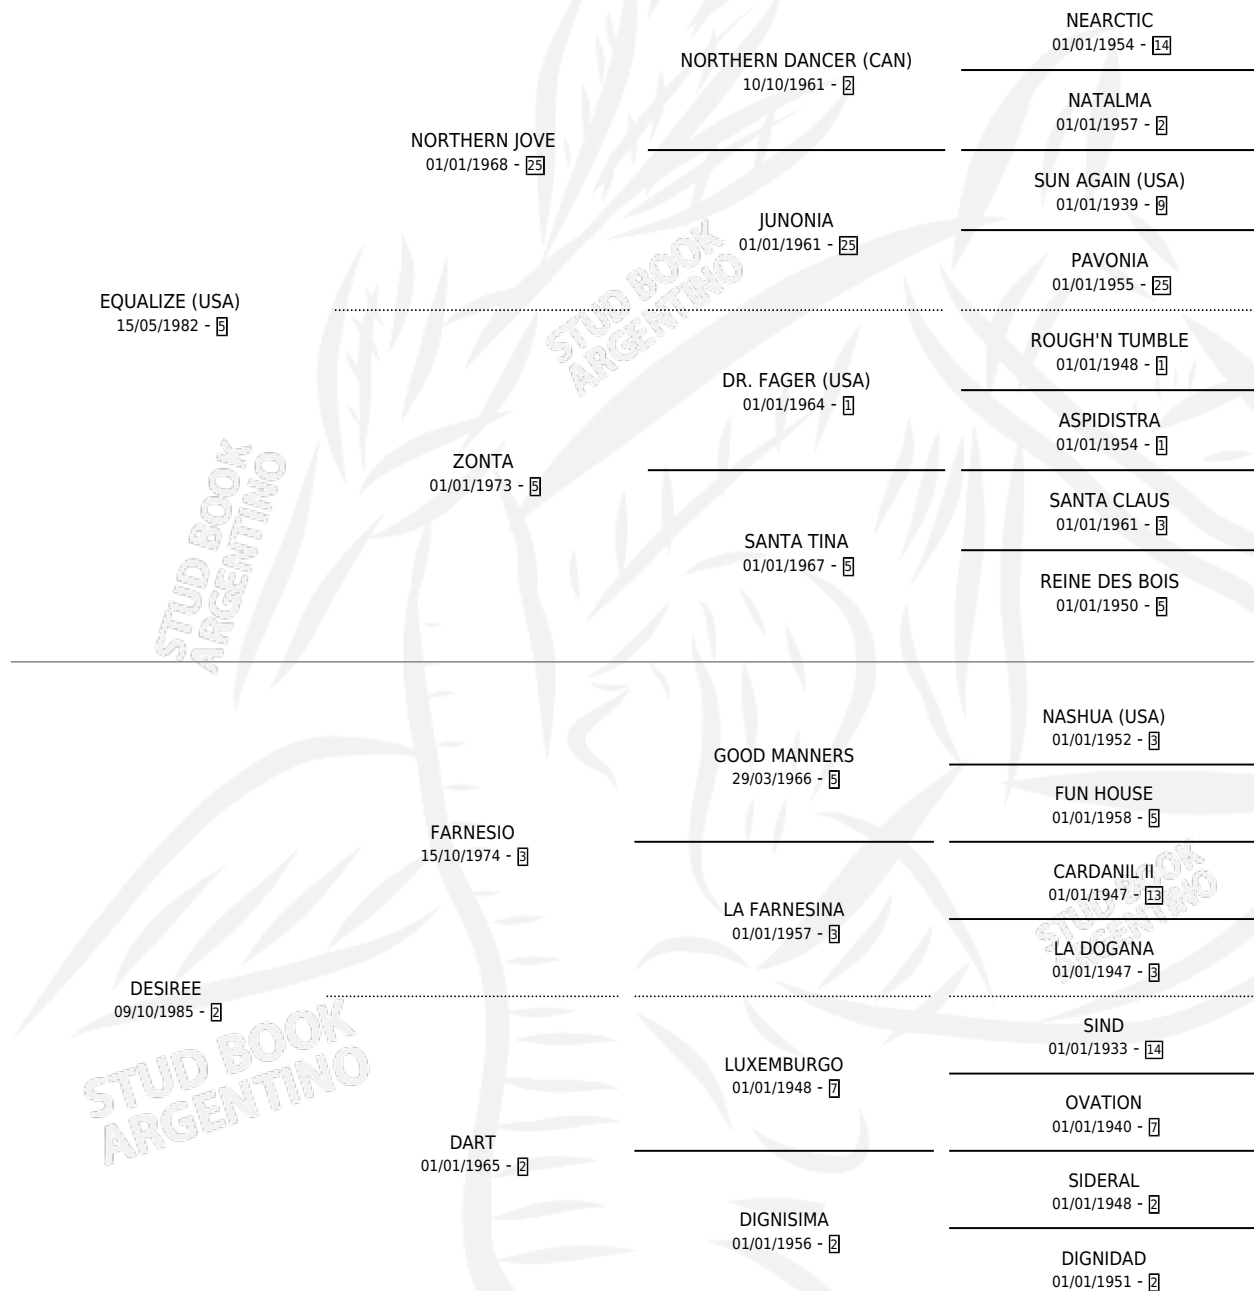 NEARCTIC
01/01/1954 - 14
NORTHERN DANCER (CAN)
10/10/1961 - 2
NATALMA
01/01/1957 - 2
NORTHERN JOVE
01/01/1968 - 25
SUN AGAIN (USA)
01/01/1939 - 9
JUNONIA
01/01/1961 - 25
PAVONIA
01/01/1955 - 25
EQUALIZE (USA)
15/05/1982 - 5
ROUGH'N TUMBLE
01/01/1948 - 1
DR. FAGER (USA)
01/01/1964 - 1
ASPIDISTRA
01/01/1954 - 1
ZONTA
01/01/1973 - 5
SANTA CLAUS
01/01/1961 - 3
SANTA TINA
01/01/1967 - 5
REINE DES BOIS
01/01/1950 - 5
NASHUA (USA)
01/01/1952 - 3
GOOD MANNERS
29/03/1966 - 5
FUN HOUSE
01/01/1958 - 5
FARNESIO
15/10/1974 - 3
CARDANIL II
01/01/1947 - 13
LA FARNESINA
01/01/1957 - 3
LA DOGANA
01/01/1947 - 3
DESIREE
09/10/1985 - 2
SIND
01/01/1933 - 14
LUXEMBURGO
01/01/1948 - 7
OVATION
01/01/1940 - 7
DART
01/01/1965 - 2
SIDERAL
01/01/1948 - 2
DIGNISIMA
01/01/1956 - 2
DIGNIDAD
01/01/1951 - 2
STUD BOOK
ARGENTINO
STUD BOOK
ARGENTINO
STUD BOOK
ARGENTINO
STUD BOOK
ARGENTINO